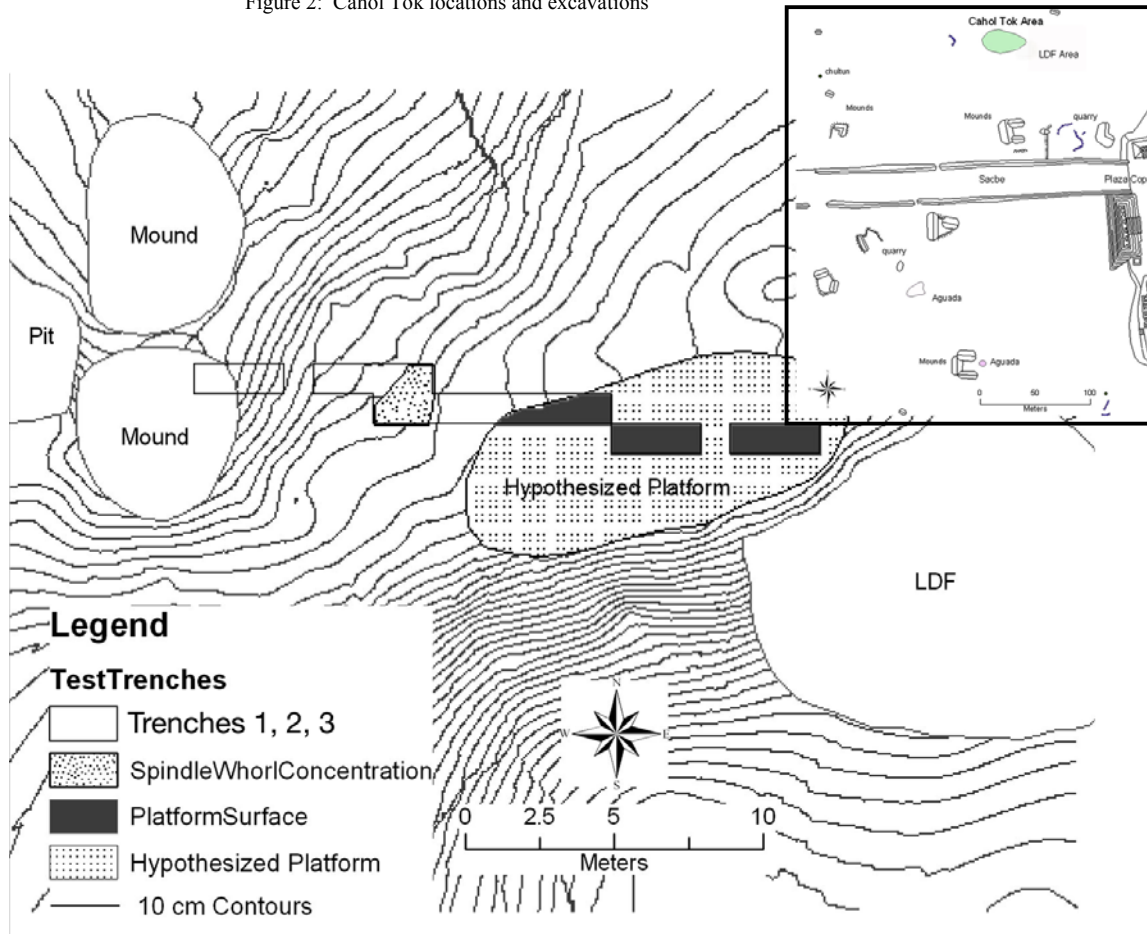 Figure 2: Cahol Tok locations and excavations
Cahol Tok Area
LDF Area
chultun
Mounds
Mounds
quarry
Sacbe
Plaza Cop
quarry
Aguada
Mounds
Aguada
0 50 100
Meters
Mound
Pit
Mound
Hypothesized Platform
LDF
Legend
TestTrenches
Trenches 1, 2, 3
SpindleWhorlConcentration
PlatformSurface
Hypothesized Platform
10 cm Contours
N
W E
S
0 2.5 5 10
Meters